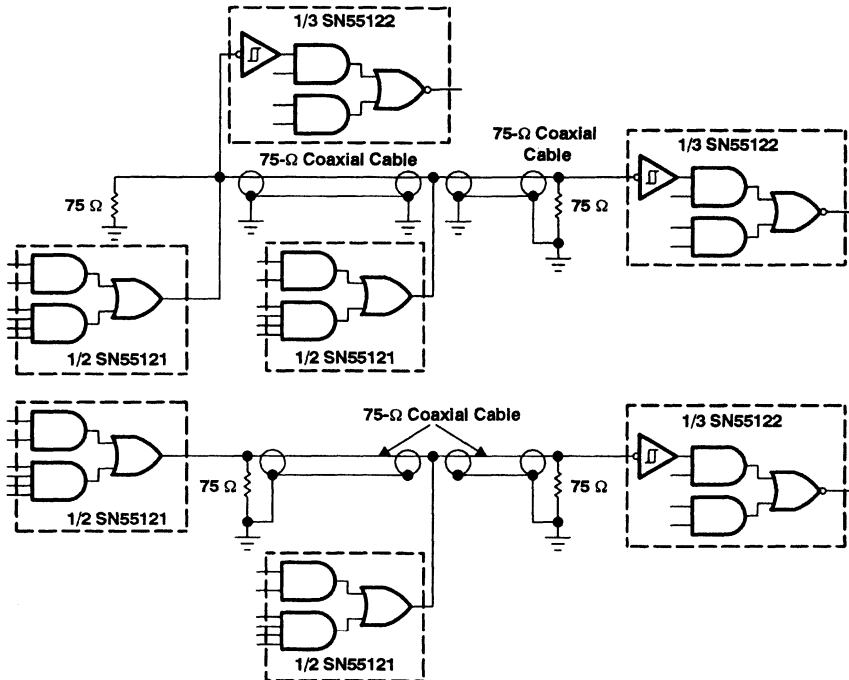 1/3 SN55122
75-Ω Coaxial Cable
75-Ω Coaxial
Cable
1/3 SN55122
75 Ω
75 Ω
1/2 SN55121
1/2 SN55121
75-Ω Coaxial Cable
1/3 SN55122
75 Ω
75 Ω
1/2 SN55121
1/2 SN55121